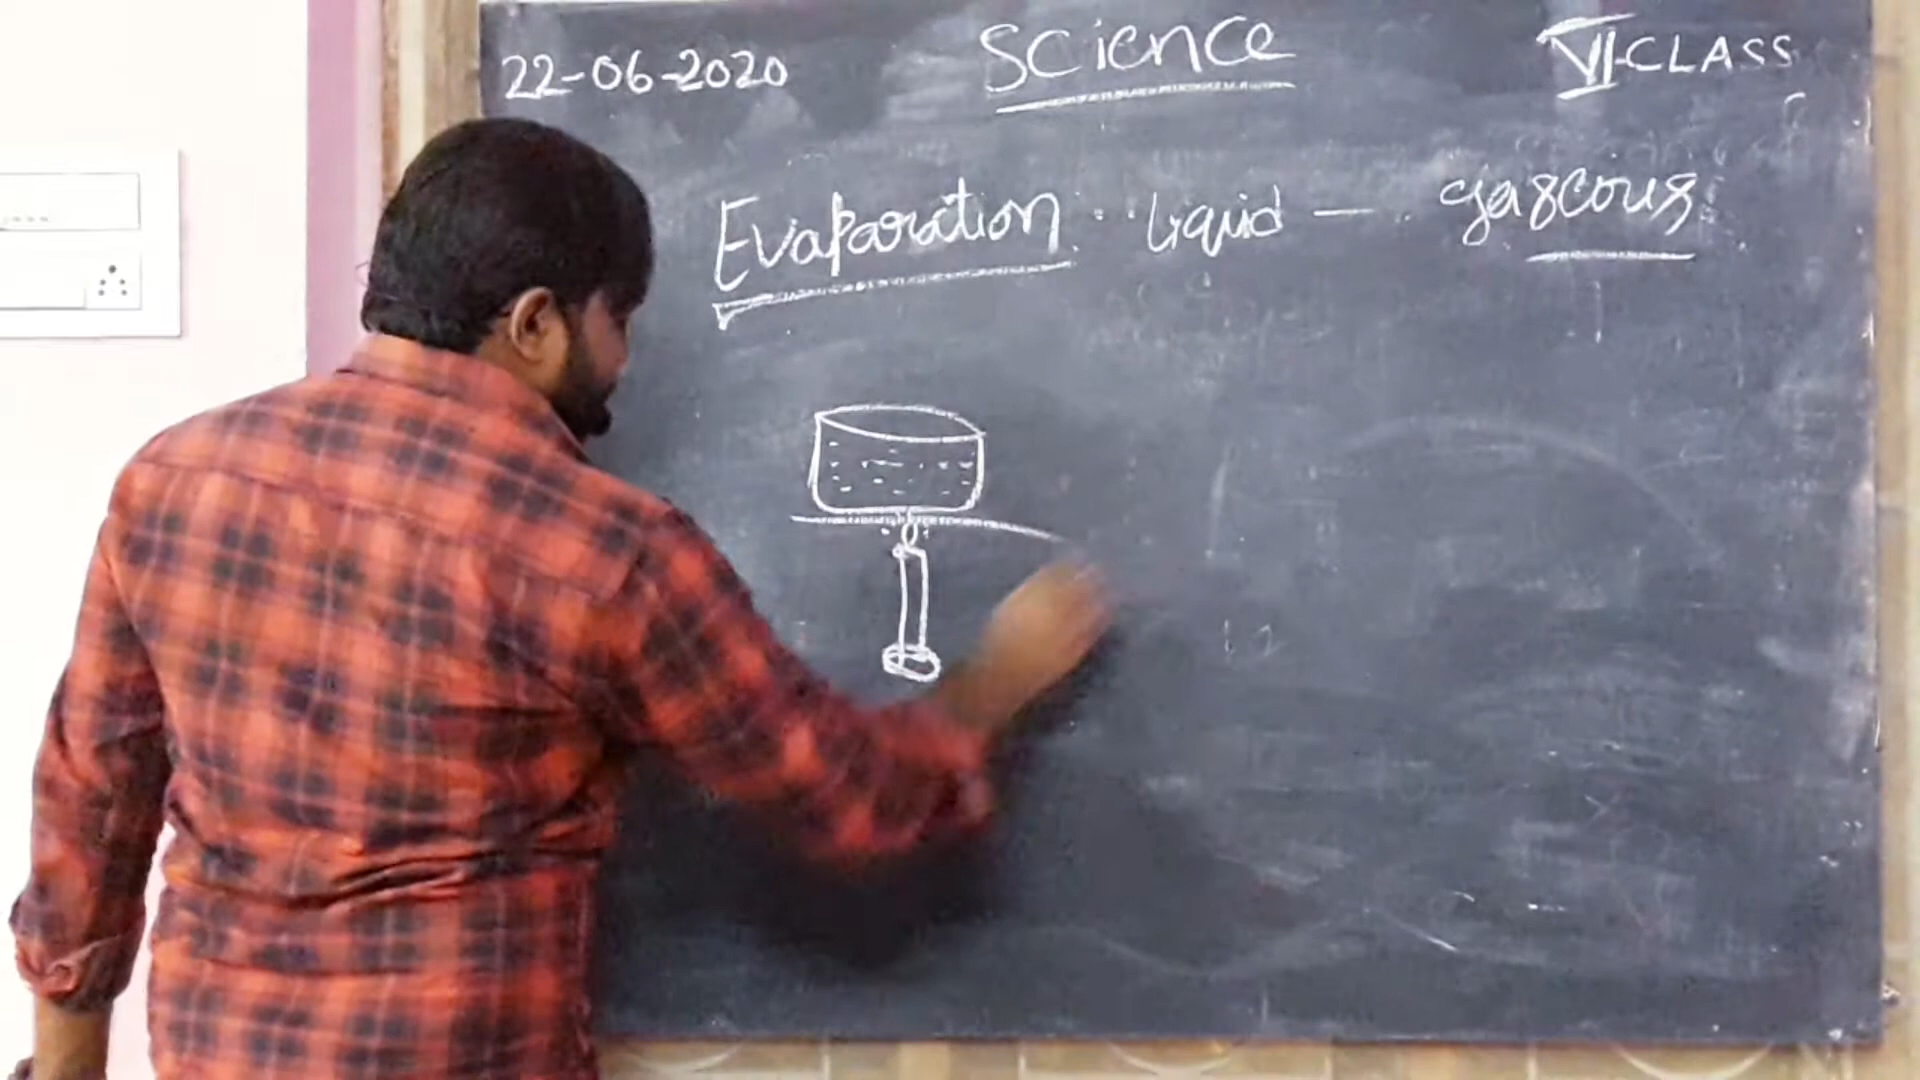 22-06-2020 Science VI-CLASS
Evaporation .. Liquid — .. gaseous